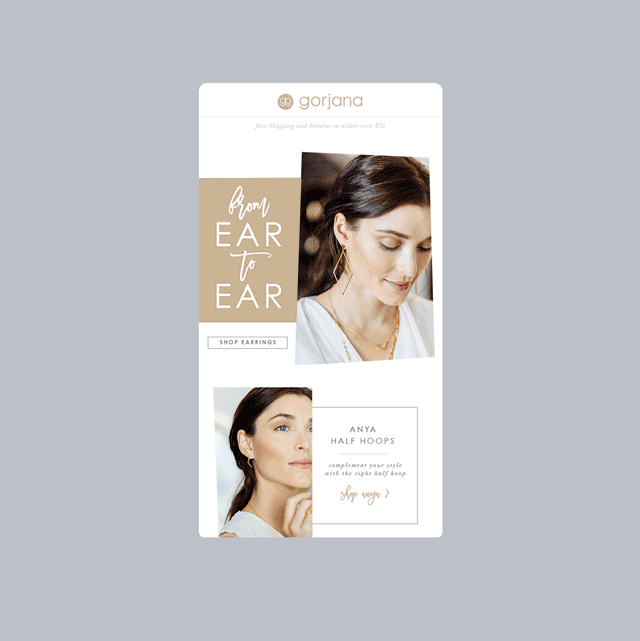 gorjana
free Shipping and Returns on orders over $75
from
EAR
to
EAR
SHOP EARRINGS
ANYA
HALF HOOPS
complement your style
with the right half hoop
shop anya >